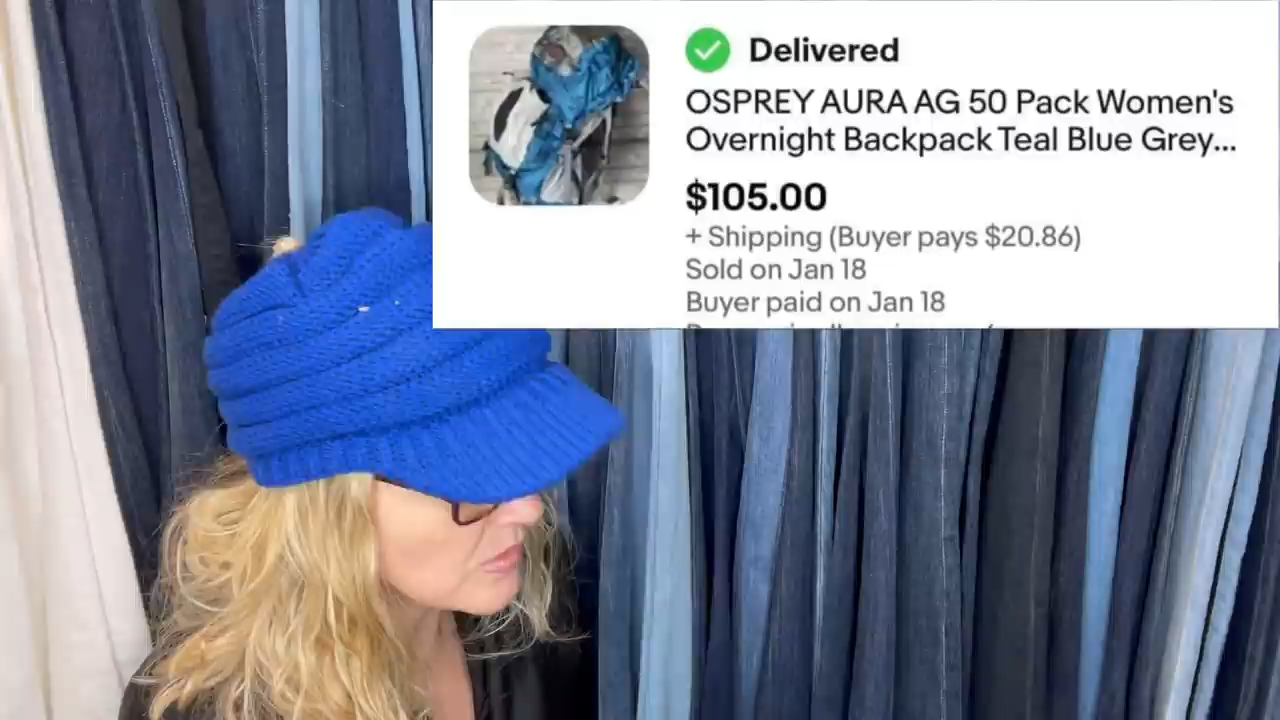 Delivered
OSPREY AURA AG 50 Pack Women's
Overnight Backpack Teal Blue Grey...
$105.00
+ Shipping (Buyer pays $20.86)
Sold on Jan 18
Buyer paid on Jan 18